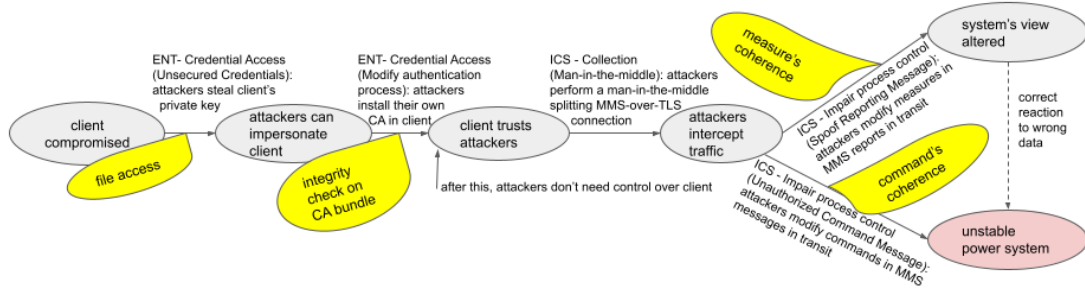 client
compromised
file access
ENT- Credential Access
(Unsecured Credentials):
attackers steal client's
private key
attackers can
impersonate
client
integrity
check on
CA bundle
ENT- Credential Access
(Modify authentication
process): attackers
install their own
CA in client
client trusts
attackers
after this, attackers don't need control over client
ICS - Collection
(Man-in-the-middle): attackers
perform a man-in-the-middle
splitting MMS-over-TLS
connection
attackers
intercept
traffic
measure's
coherence
ICS - Impair process control
(Spoof Reporting Message):
attackers modify measures in
MMS reports in transit
system's view
altered
correct
reaction
to wrong
data
command's
coherence
ICS - Impair process control
(Unauthorized Command Message):
attackers modify commands in MMS
messages in transit
unstable
power system